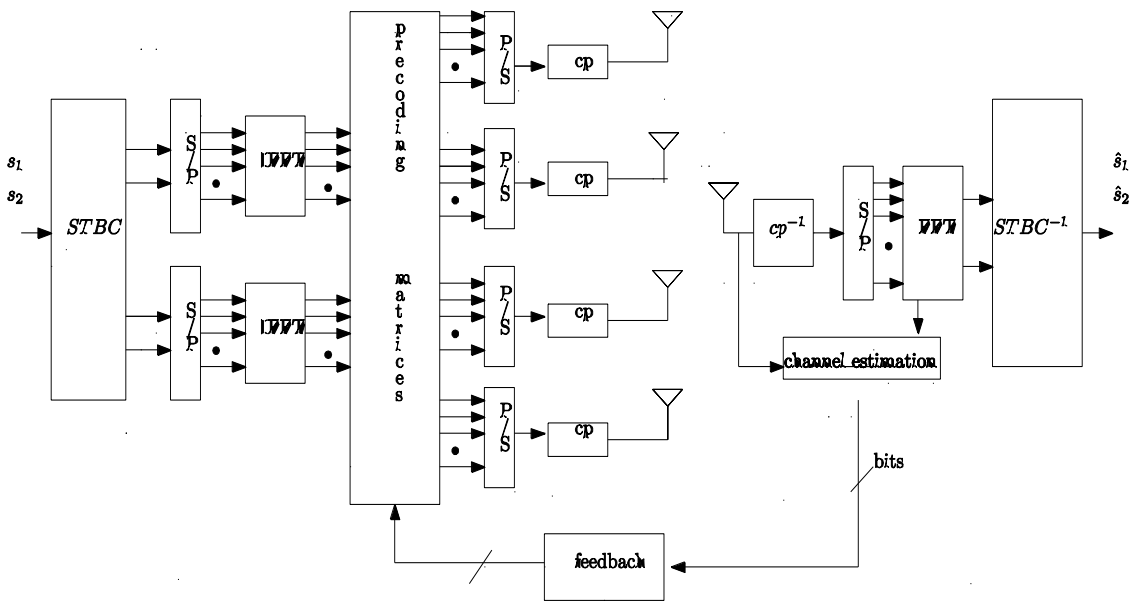 s₁
s₂
STBC
S/P
S/P
IFFT
IFFT
precoding
matrices
P/S
P/S
P/S
P/S
cp
cp
cp
cp
cp⁻¹
S/P
FFT
STBC⁻¹
ŝ₁
ŝ₂
channel estimation
bits
feedback